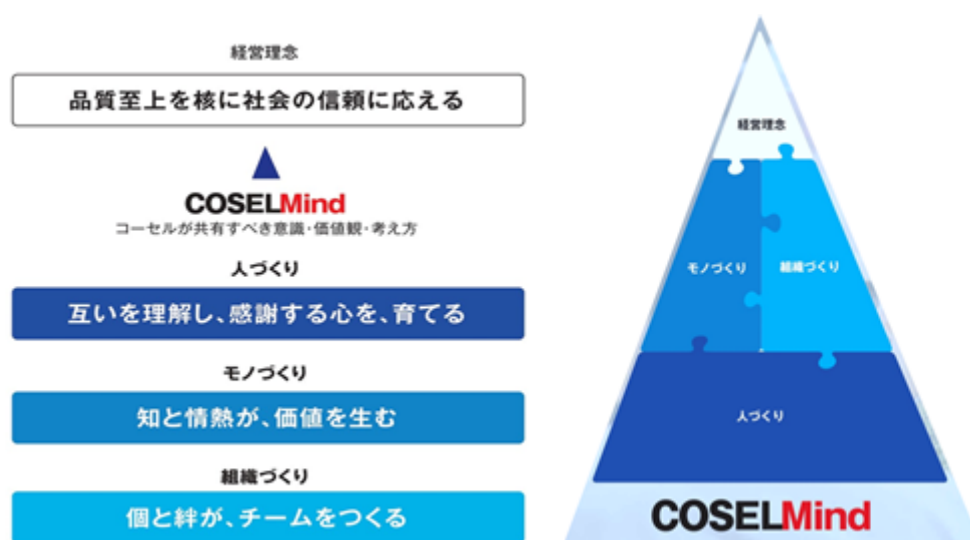 経営理念
品質至上を核に社会の信頼に応える
COSELMind
コーセルが共有すべき意識・価値観・考え方
人づくり
互いを理解し、感謝する心を、育てる
モノづくり
知と情熱が、価値を生む
組織づくり
個と絆が、チームをつくる
経営理念
モノづくり
組織づくり
人づくり
COSELMind